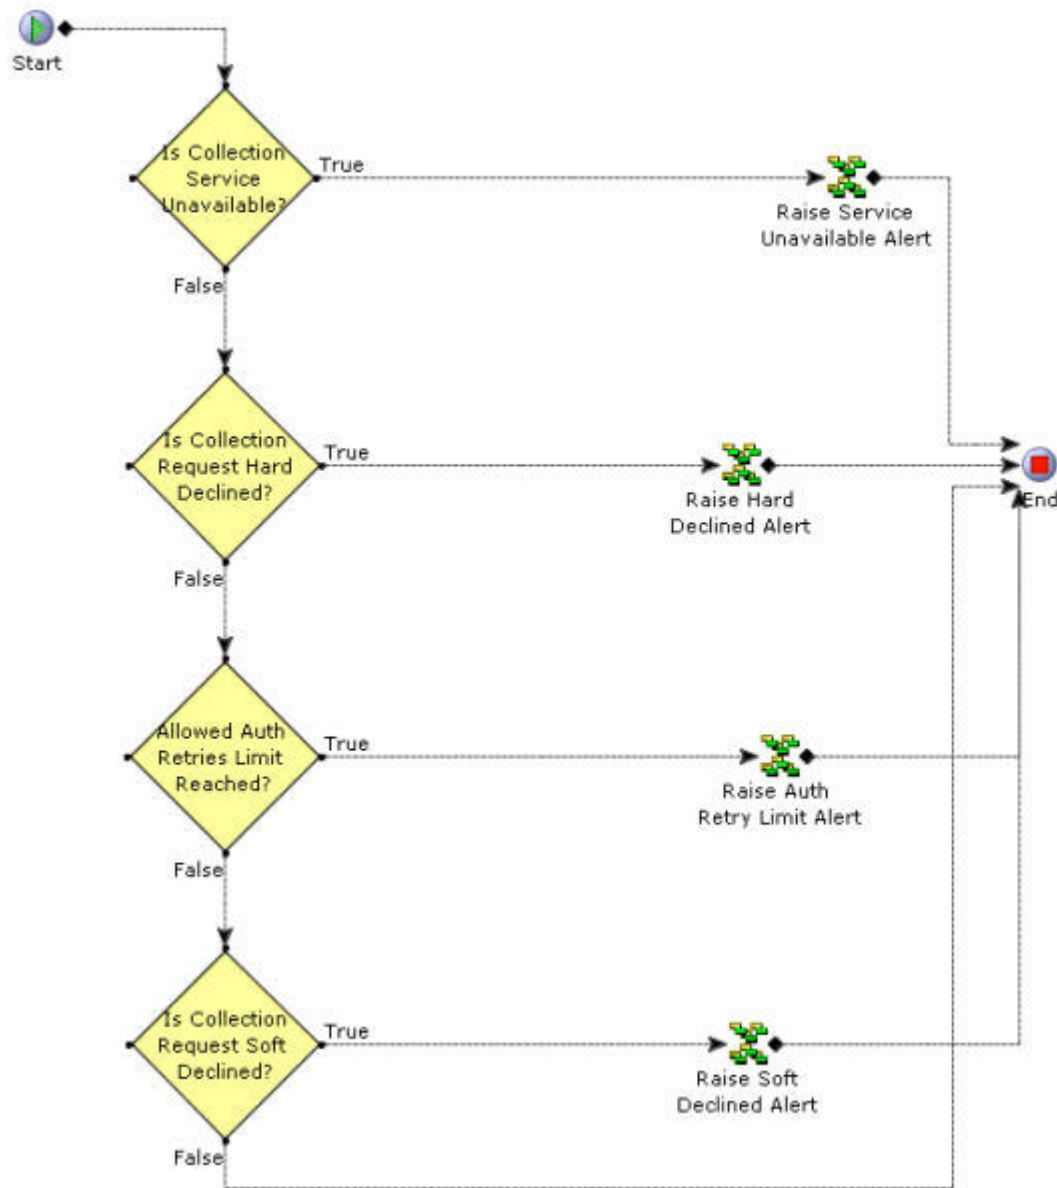 Start
Is Collection
Service
Unavailable?
True
Raise Service
Unavailable Alert
False
Is Collection
Request Hard
Declined?
True
Raise Hard
Declined Alert
End
False
Allowed Auth
Retries Limit
Reached?
True
Raise Auth
Retry Limit Alert
False
Is Collection
Request Soft
Declined?
True
Raise Soft
Declined Alert
False